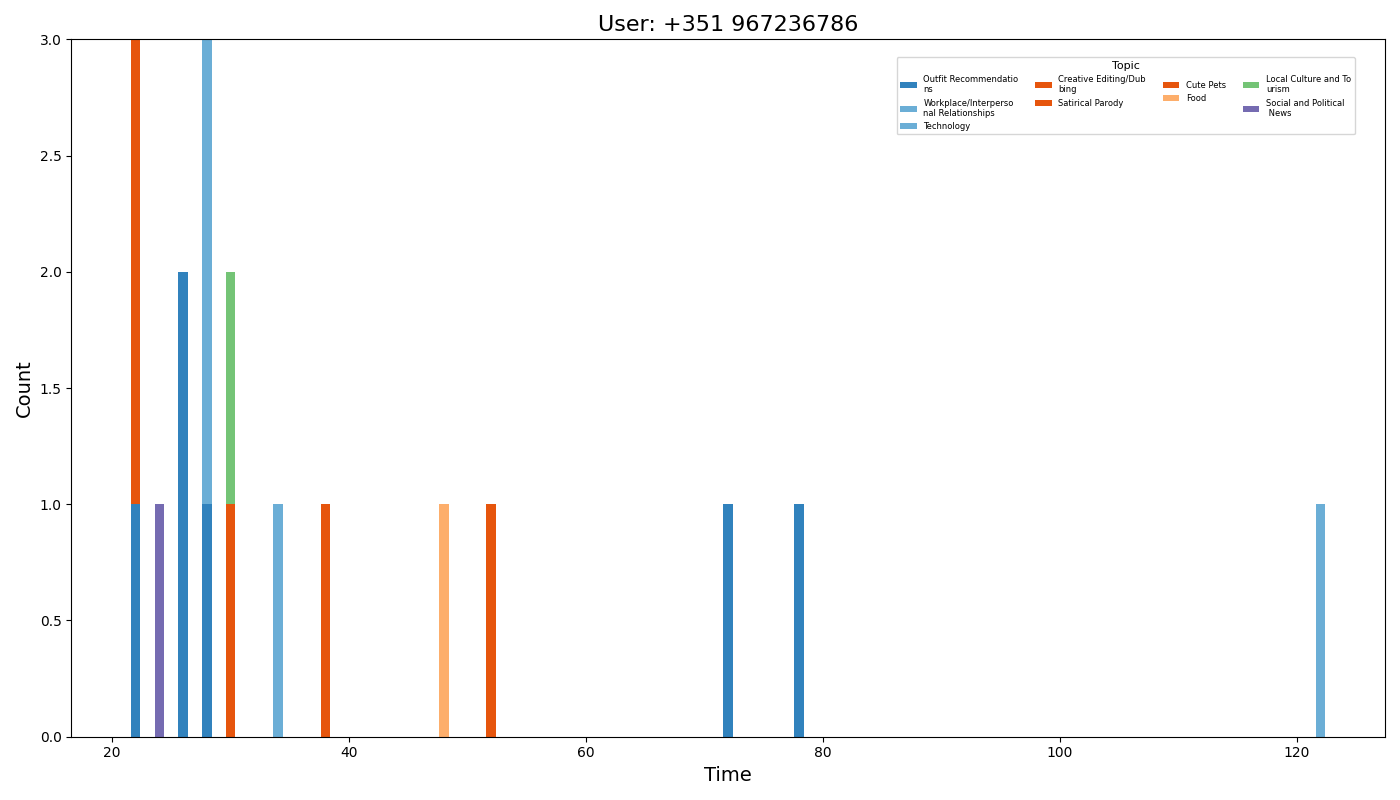 User: +351 967236786
Topic
Outfit Recommendatio
ns
Workplace/Interperso
nal Relationships
Technology
Creative Editing/Dub
bing
Satirical Parody
Cute Pets
Food
Local Culture and To
urism
Social and Political
News
Count
3.0
2.5
2.0
1.5
1.0
0.5
0.0
20
40
60
80
100
120
Time